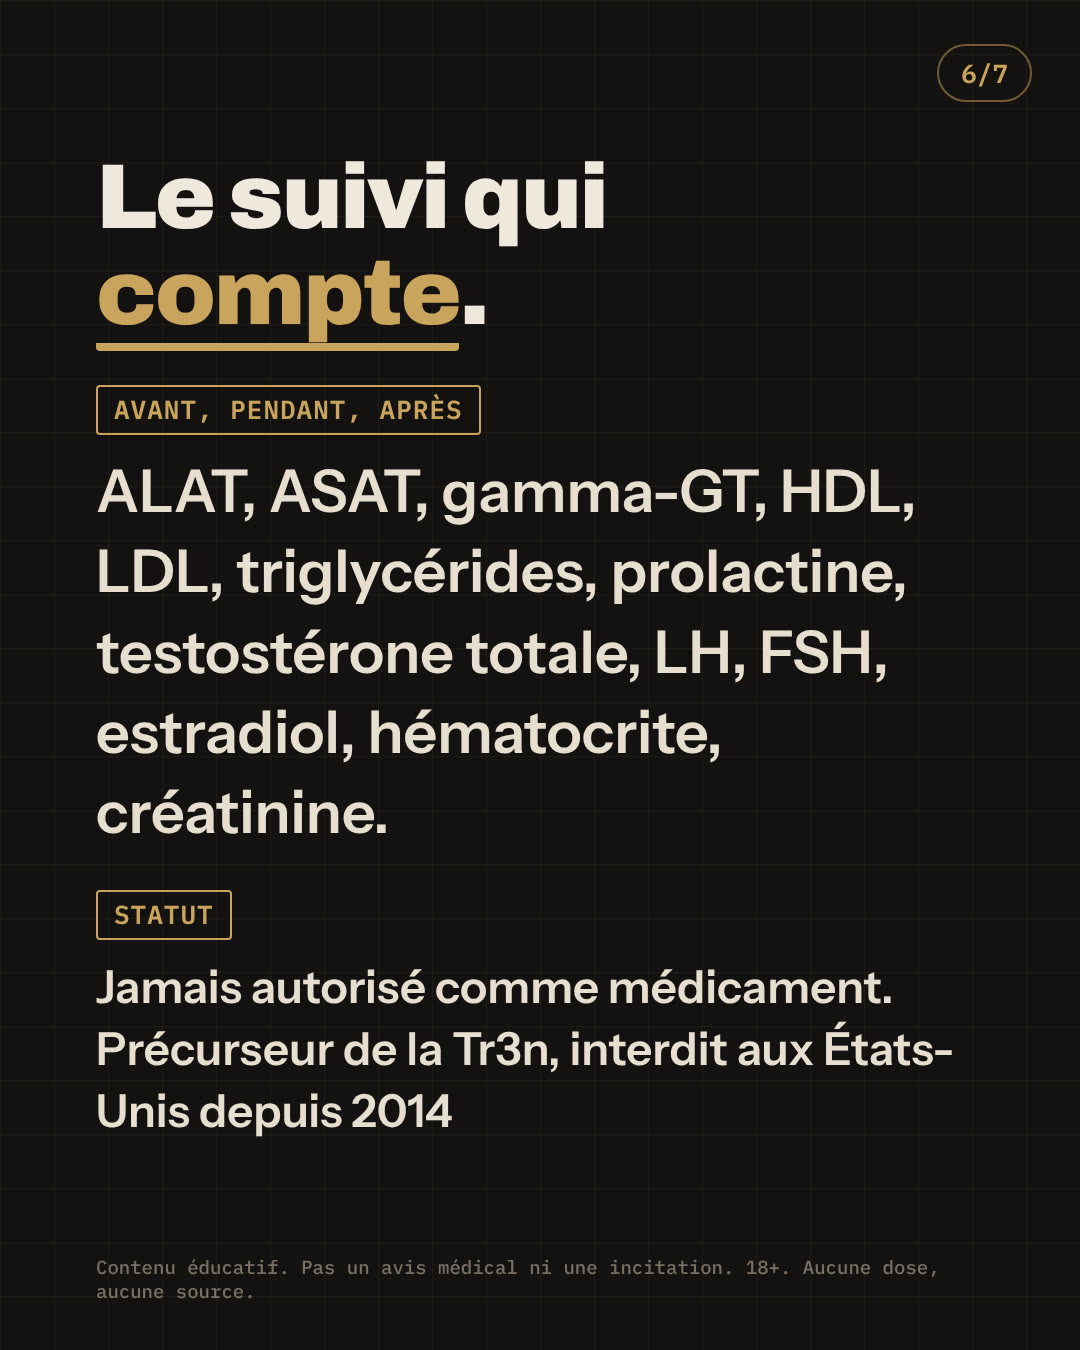 6/7
Le suivi qui
compte.
AVANT, PENDANT, APRÈS
ALAT, ASAT, gamma-GT, HDL,
LDL, triglycérides, prolactine,
testostérone totale, LH, FSH,
estradiol, hématocrite,
créatinine.
STATUT
Jamais autorisé comme médicament.
Précurseur de la Tr3n, interdit aux États-
Unis depuis 2014
Contenu éducatif. Pas un avis médical ni une incitation. 18+. Aucune dose,
aucune source.